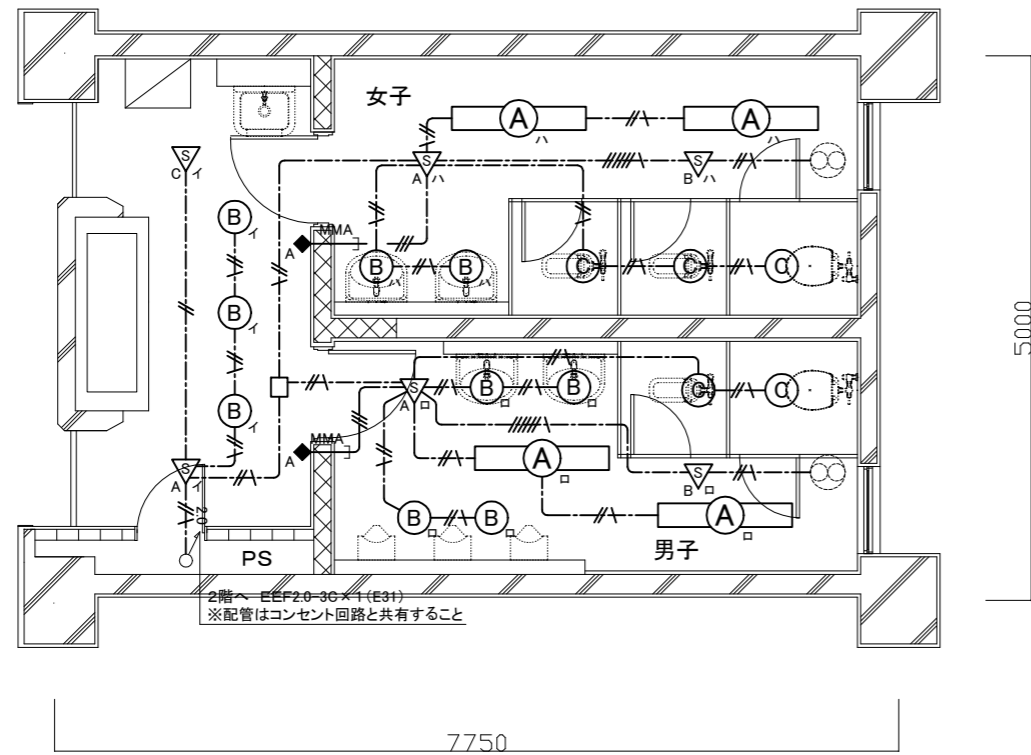 女子
A
ハ
A
ハ
S
C イ
S
A ハ
S
B ハ
B
イ
MMA
A
B
ハ
B
ハ
C
C
C
B
イ
B
イ
S
A ロ
B
ロ
B
ロ
C
C
MMA
A
A
ロ
S
A イ
S
B ロ
2.0
B
ロ
B
ロ
A
ロ
男子
PS
2階へ EEF2.0-3C×1(E31)
※配管はコンセント回路と共有すること
5000
7750